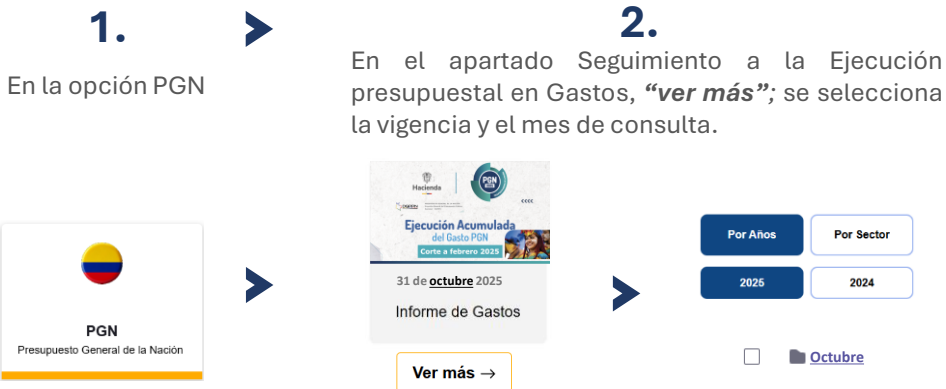 1.
En la opción PGN
2.
En el apartado Seguimiento a la Ejecución
presupuestal en Gastos, “ver más”; se selecciona
la vigencia y el mes de consulta.
PGN
Presupuesto General de la Nación
Hacienda
PGN
Ejecución Acumulada
del Gasto PGN
Corte a febrero 2025
31 de octubre 2025
Informe de Gastos
Ver más →
Por Años
Por Sector
2025
2024
Octubre